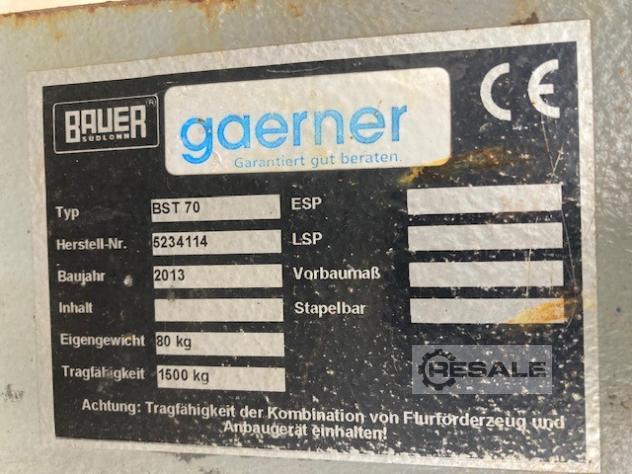 BAUER®
SÜDLOHN
gaerner
Garantiert gut beraten.
CE
Typ BST 70 ESP
Herstell-Nr. 5234114 LSP
Baujahr 2013 Vorbaumaß
Inhalt Stapelbar
Eigengewicht 80 kg
Tragfähigkeit 1500 kg
RESALE
Achtung: Tragfähigkeit der Kombination von Flurförderzeug und
Anbaugerät einhalten!